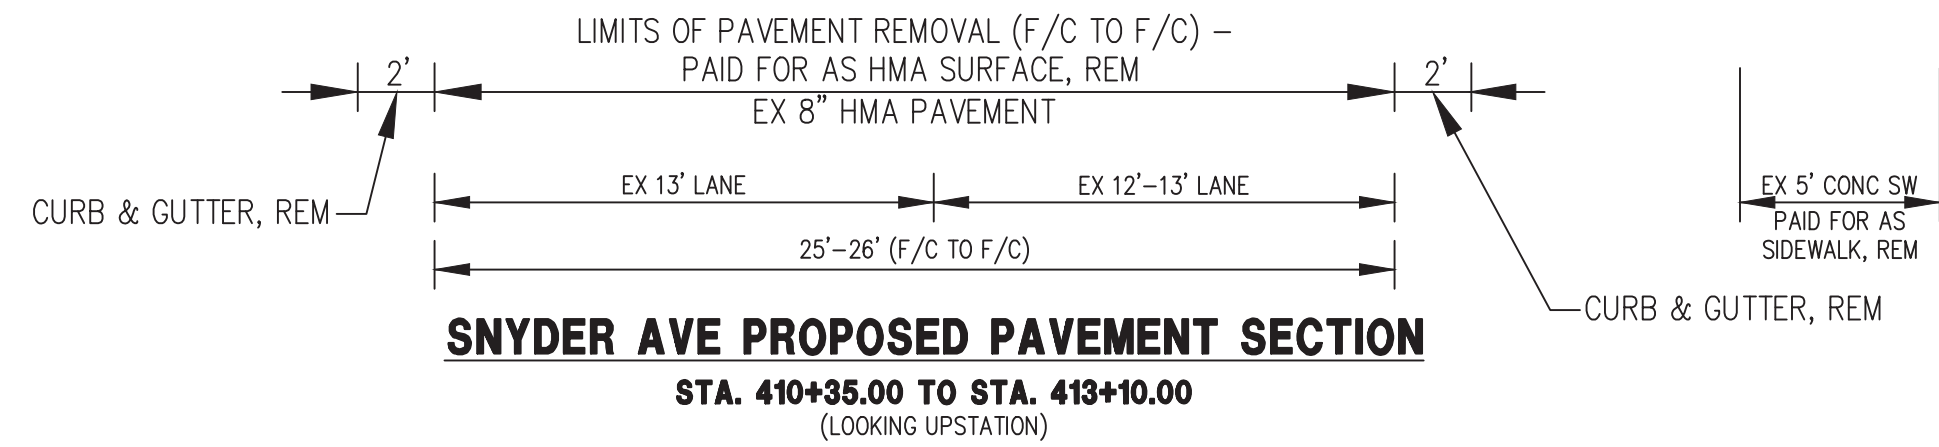 LIMITS OF PAVEMENT REMOVAL (F/C TO F/C) –
PAID FOR AS HMA SURFACE, REM
2'
2'
EX 8" HMA PAVEMENT
EX 13' LANE
EX 12'–13' LANE
EX 5' CONC SW
PAID FOR AS
SIDEWALK, REM
CURB & GUTTER, REM
25'–26' (F/C TO F/C)
CURB & GUTTER, REM
SNYDER AVE PROPOSED PAVEMENT SECTION
STA. 410+35.00 TO STA. 413+10.00
(LOOKING UPSTATION)